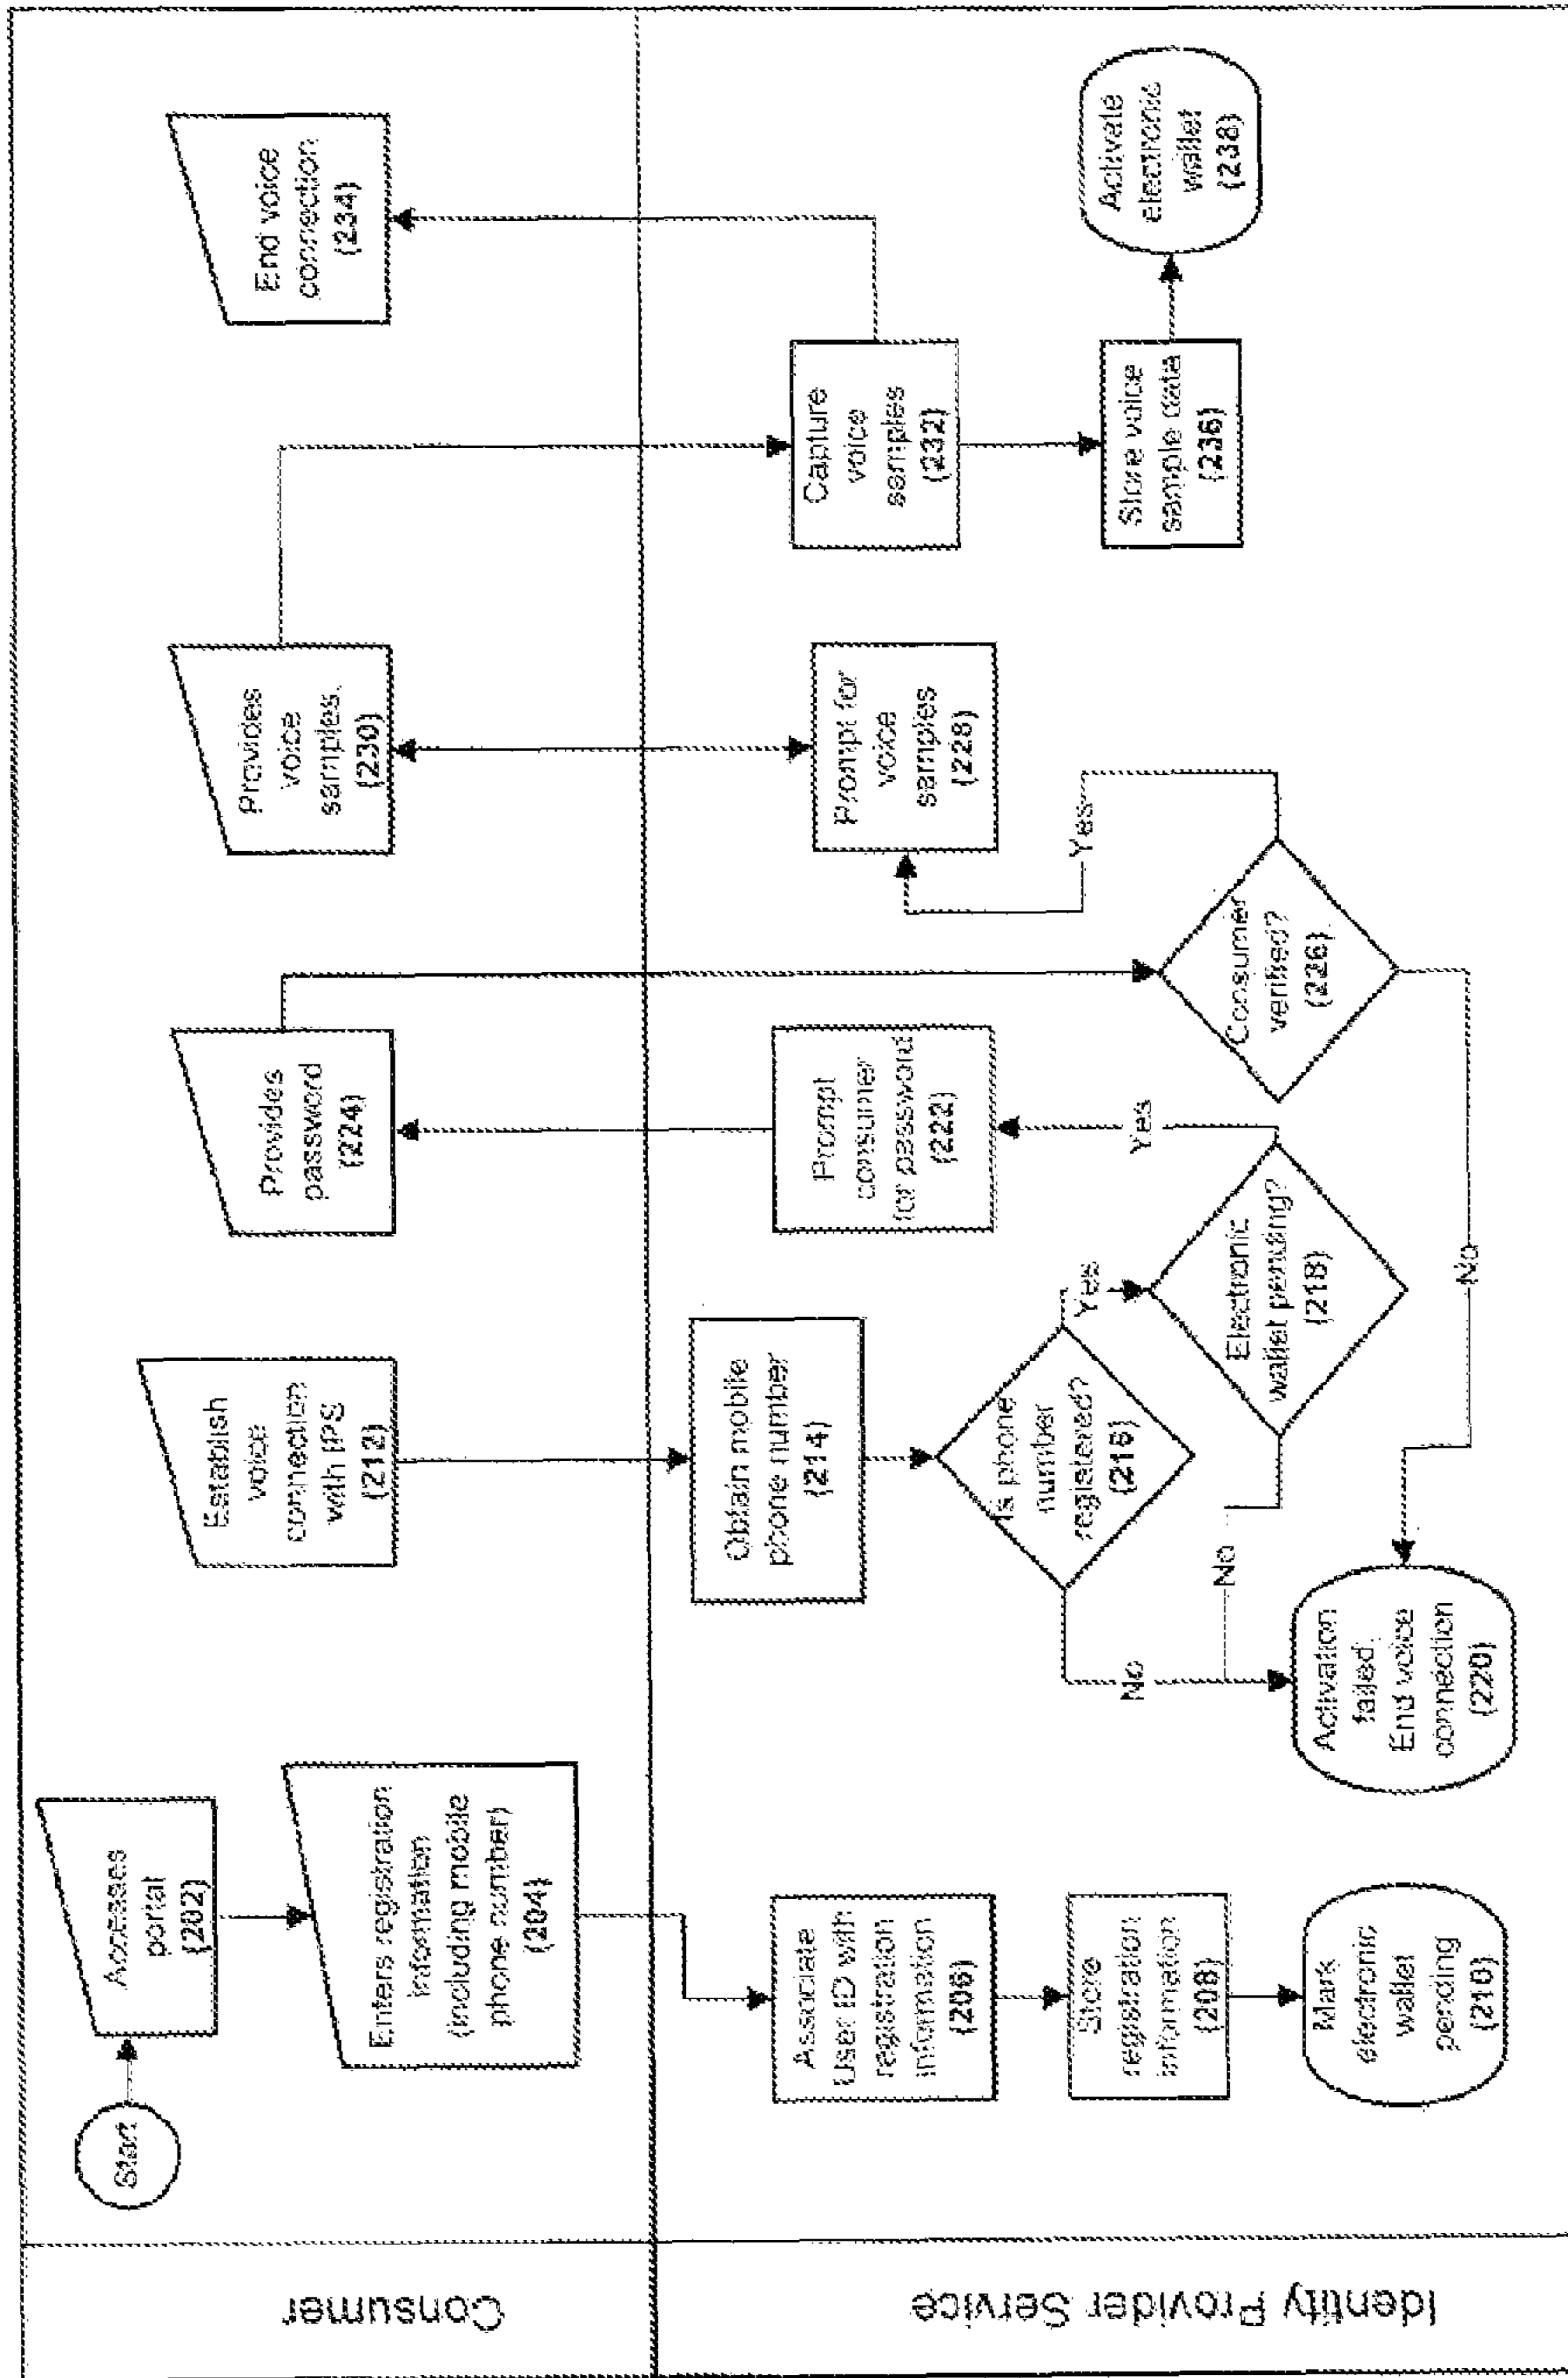 Consumer
Start
Accesses
portal
(202)
Enters registration
information
(including mobile
phone number)
(204)
Establish
voice
connection
with IPS
(212)
Provides
password
(224)
Provides
voice
samples.
(230)
End voice
connection
(234)
Identity Provider Service
Associate
User ID with
registration
information
(206)
Store
registration
information
(208)
Mark
electronic
wallet
pending
(210)
Obtain mobile
phone number
(214)
Is phone
number
registered?
(216)
No
Yes
Electronic
wallet pending?
(218)
No
Yes
Activation
failed.
End voice
connection
(220)
Prompt
consumer
for password
(222)
Consumer
verified?
(226)
No
Yes
Prompt for
voice
samples
(228)
Capture
voice
samples
(232)
Store voice
sample data
(236)
Activate
electronic
wallet
(238)